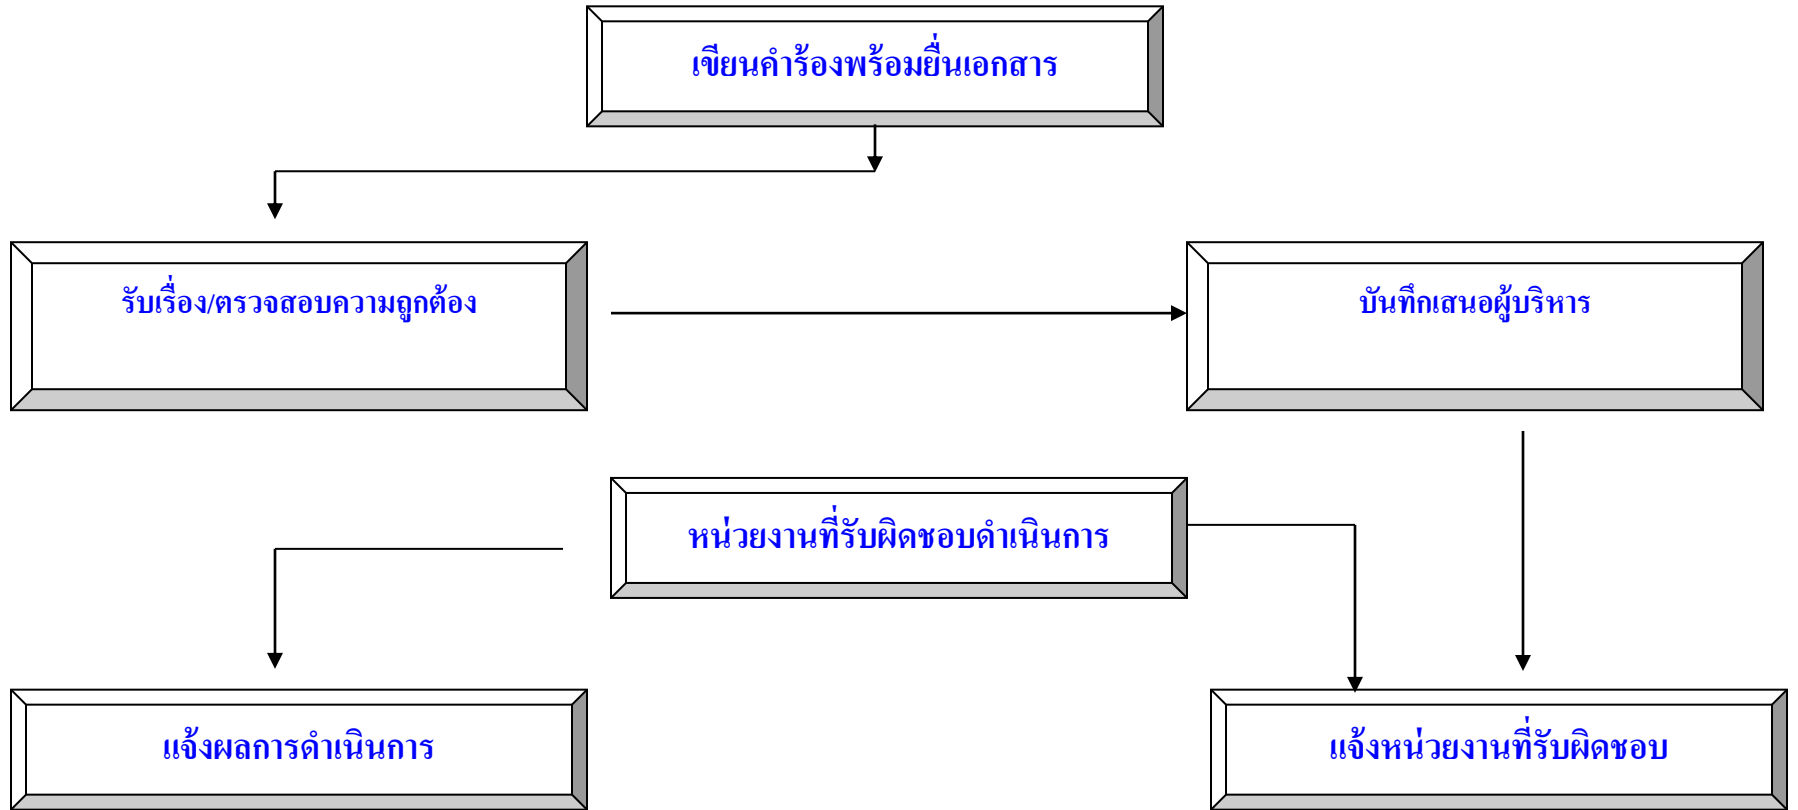 เขียนคำร้องพร้อมยื่นเอกสาร
รับเรื่อง/ตรวจสอบความถูกต้อง
บันทึกเสนอผู้บริหาร
หน่วยงานที่รับผิดชอบดำเนินการ
แจ้งผลการดำเนินการ
แจ้งหน่วยงานที่รับผิดชอบ